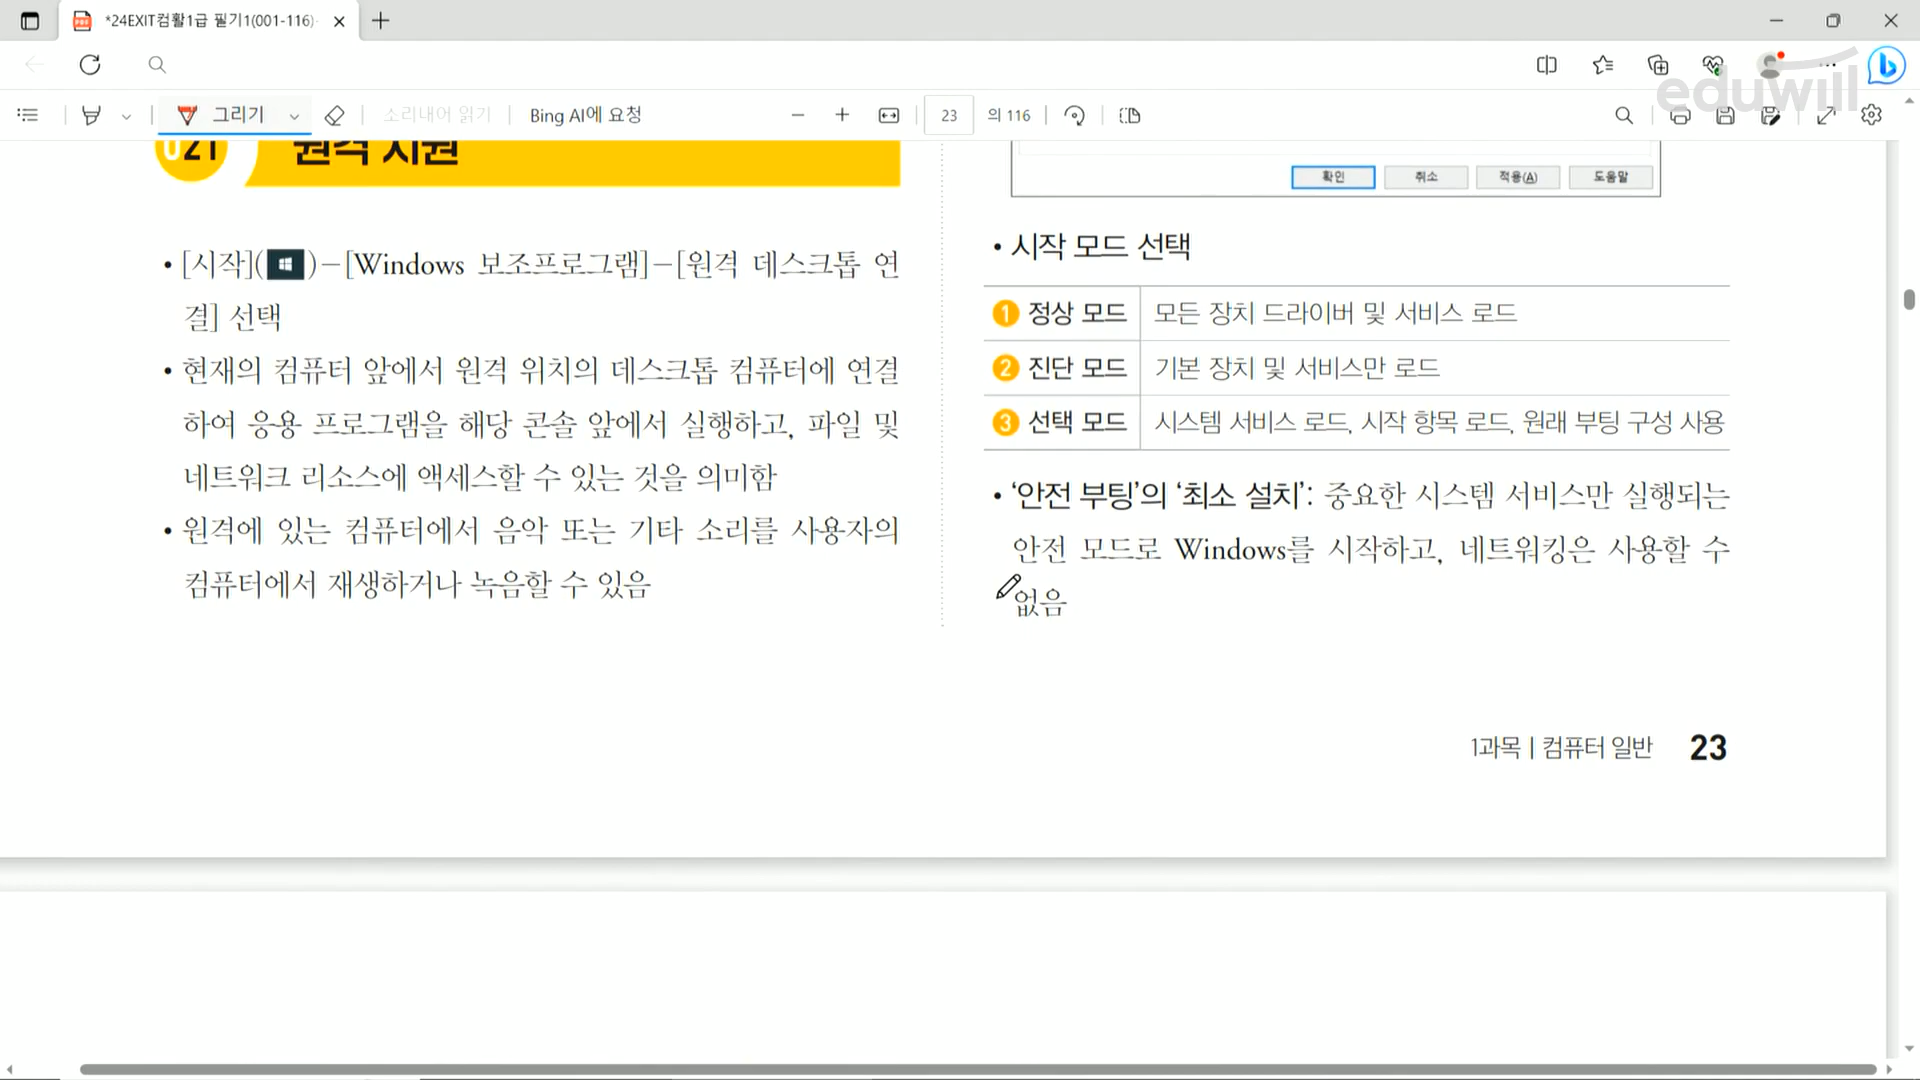 *24EXIT컴활1급 필기1(001-116)
eduwill
그리기
소리내어 읽기
Bing AI에 요청
23 의 116
021 원격 지원
• [시작]( )-[Windows 보조프로그램]-[원격 데스크톱 연
결] 선택
• 현재의 컴퓨터 앞에서 원격 위치의 데스크톱 컴퓨터에 연결
하여 응용 프로그램을 해당 콘솔 앞에서 실행하고, 파일 및
네트워크 리소스에 액세스할 수 있는 것을 의미함
• 원격에 있는 컴퓨터에서 음악 또는 기타 소리를 사용자의
컴퓨터에서 재생하거나 녹음할 수 있음
확인 취소 적용(A) 도움말
• 시작 모드 선택
1 정상 모드 모든 장치 드라이버 및 서비스 로드
2 진단 모드 기본 장치 및 서비스만 로드
3 선택 모드 시스템 서비스 로드, 시작 항목 로드, 원래 부팅 구성 사용
• ‘안전 부팅’의 ‘최소 설치’: 중요한 시스템 서비스만 실행되는
안전 모드로 Windows를 시작하고, 네트워킹은 사용할 수
없음
1과목 | 컴퓨터 일반 23